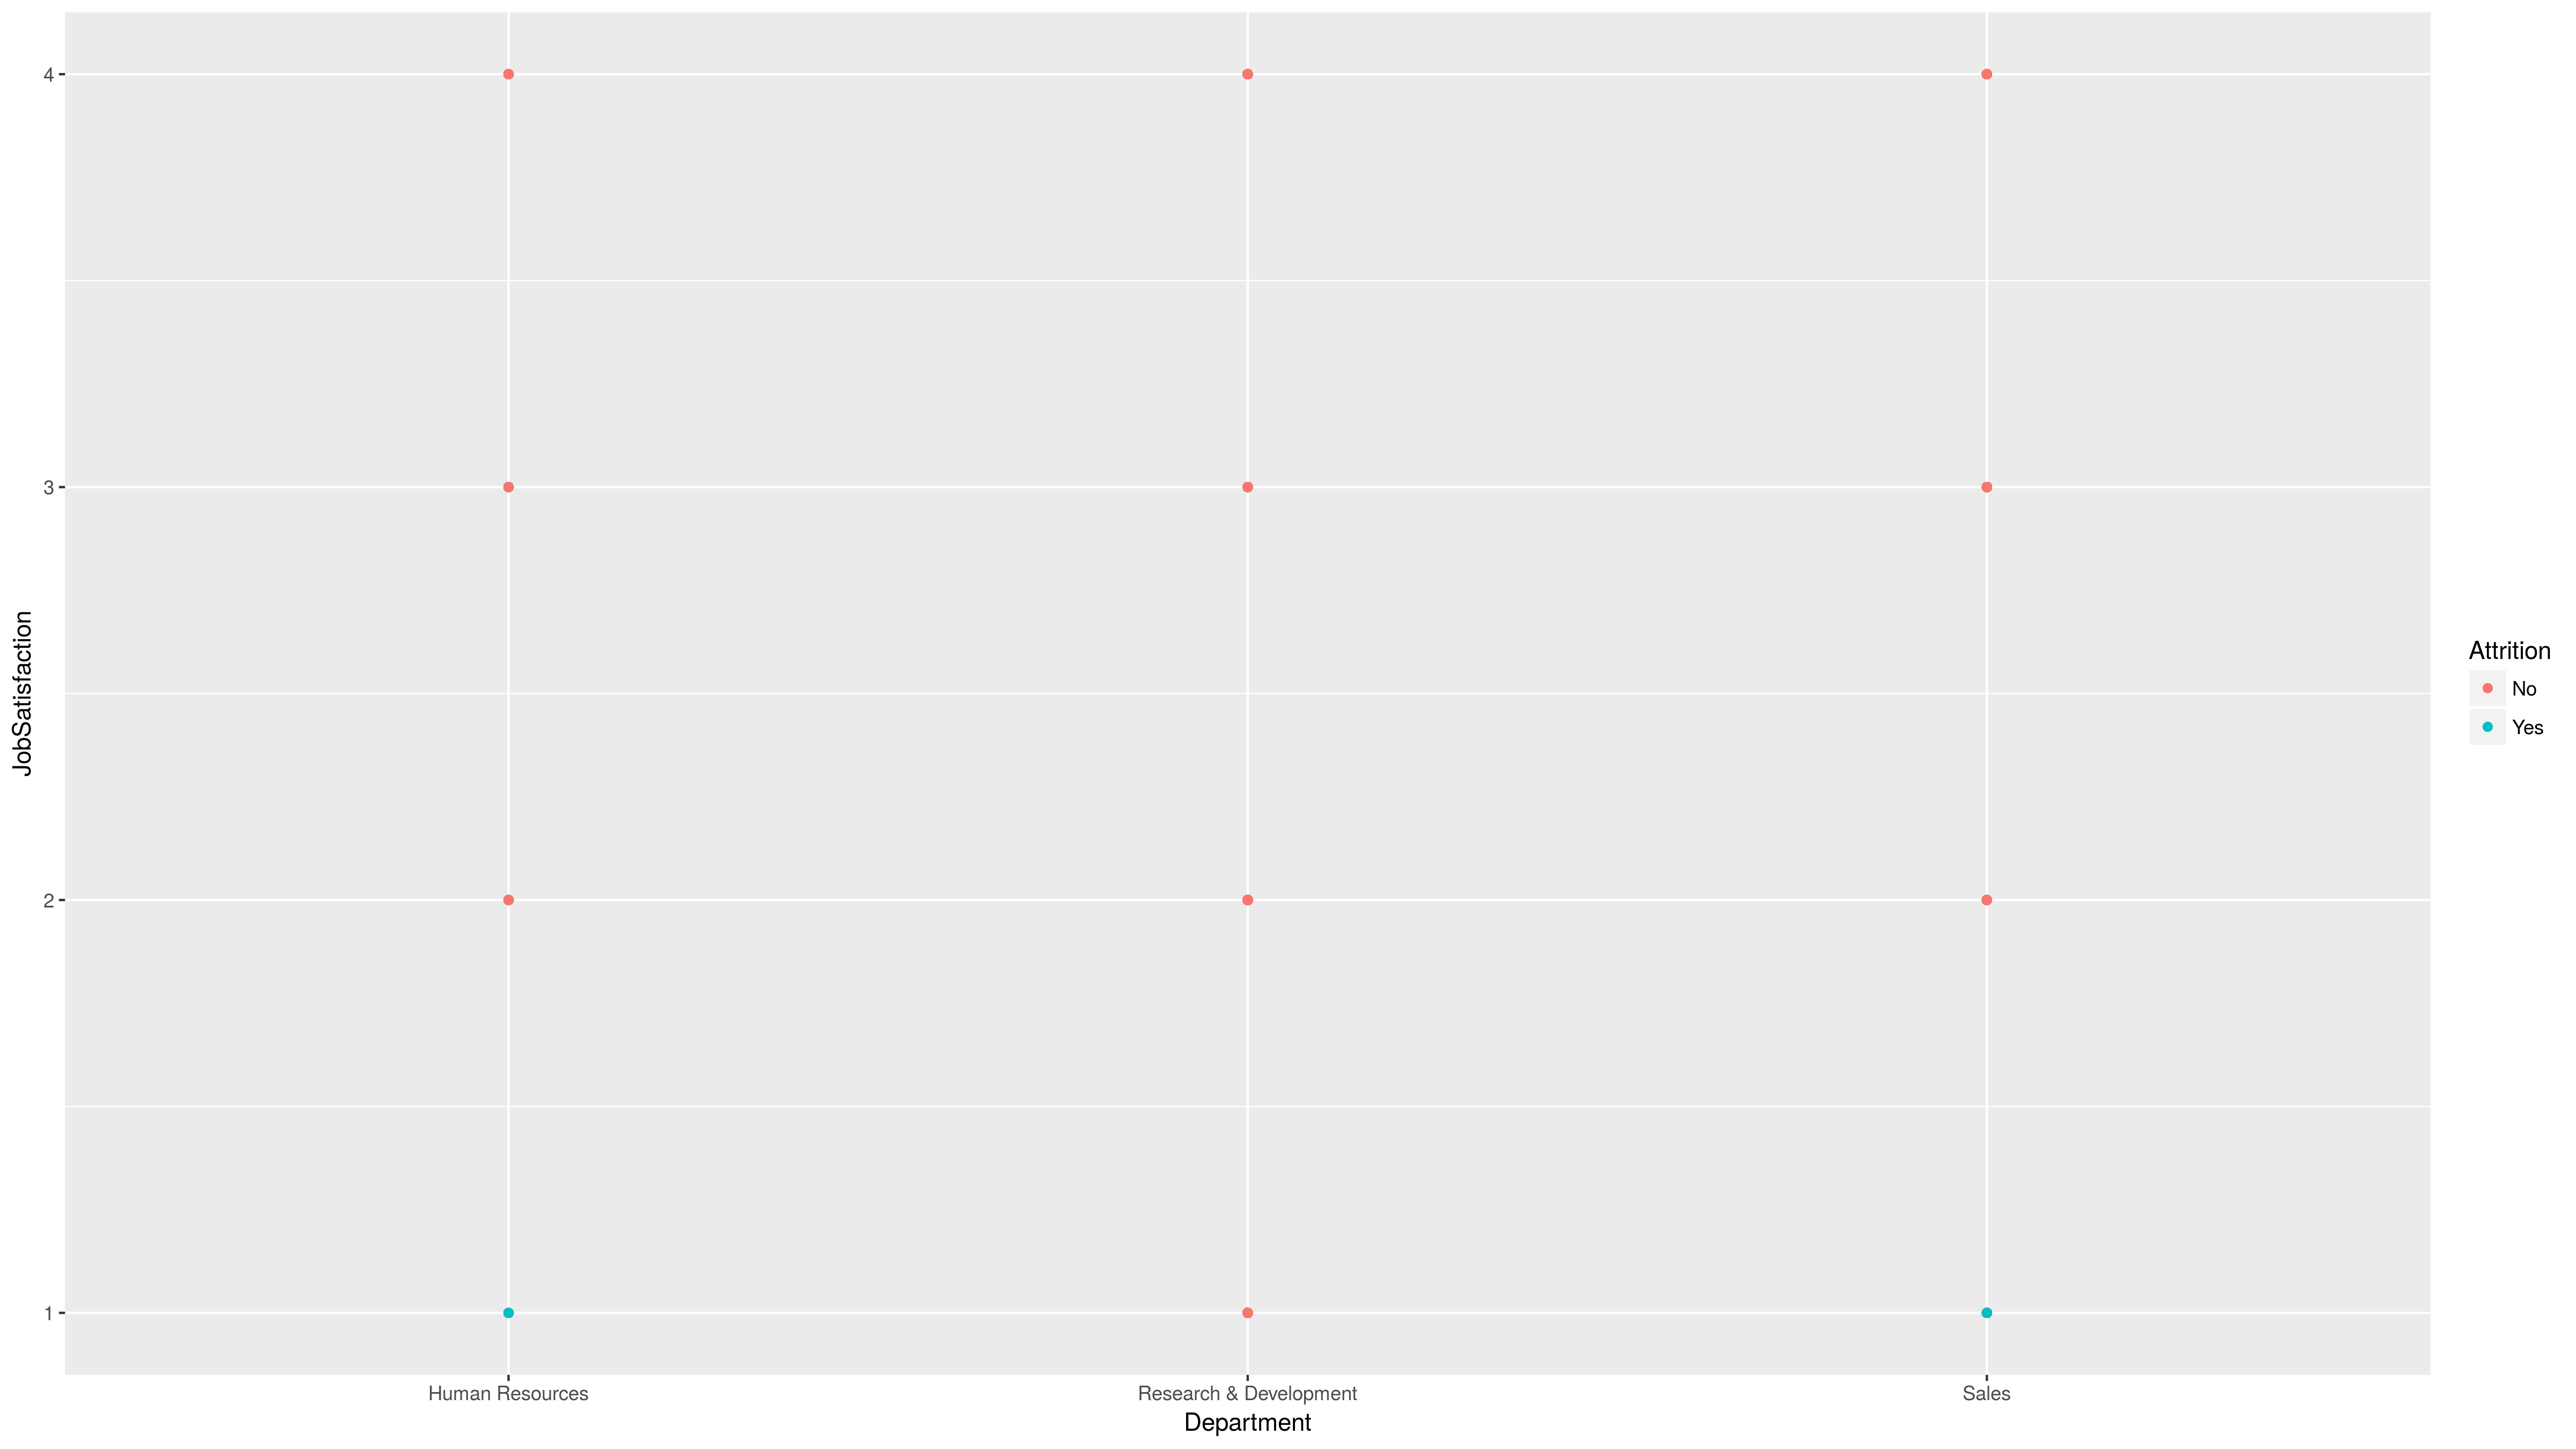 4
3
2
1
JobSatisfaction
Human Resources
Research & Development
Sales
Department
Attrition
No
Yes